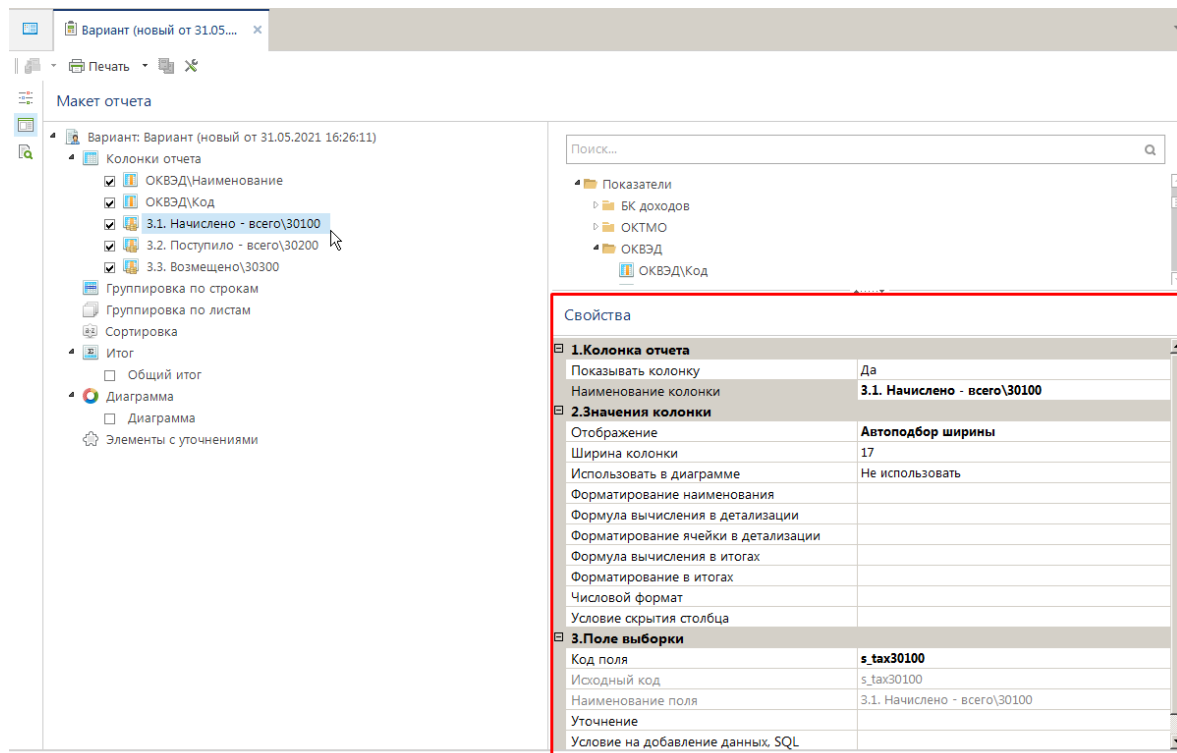 Вариант (новый от 31.05....
Печать
Макет отчета
Вариант: Вариант (новый от 31.05.2021 16:26:11)
Колонки отчета
ОКВЭД\Наименование
ОКВЭД\Код
3.1. Начислено - всего\30100
3.2. Поступило - всего\30200
3.3. Возмещено\30300
Группировка по строкам
Группировка по листам
Сортировка
Итог
Общий итог
Диаграмма
Диаграмма
Элементы с уточнениями
Поиск...
Показатели
БК доходов
ОКТМО
ОКВЭД
ОКВЭД\Код
Свойства
1.Колонка отчета
Показывать колонку Да
Наименование колонки 3.1. Начислено - всего\30100
2.Значения колонки
Отображение Автоподбор ширины
Ширина колонки 17
Использовать в диаграмме Не использовать
Форматирование наименования
Формула вычисления в детализации
Форматирование ячейки в детализации
Формула вычисления в итогах
Форматирование в итогах
Числовой формат
Условие скрытия столбца
3.Поле выборки
Код поля s_tax30100
Исходный код s_tax30100
Наименование поля 3.1. Начислено - всего\30100
Уточнение
Условие на добавление данных, SQL